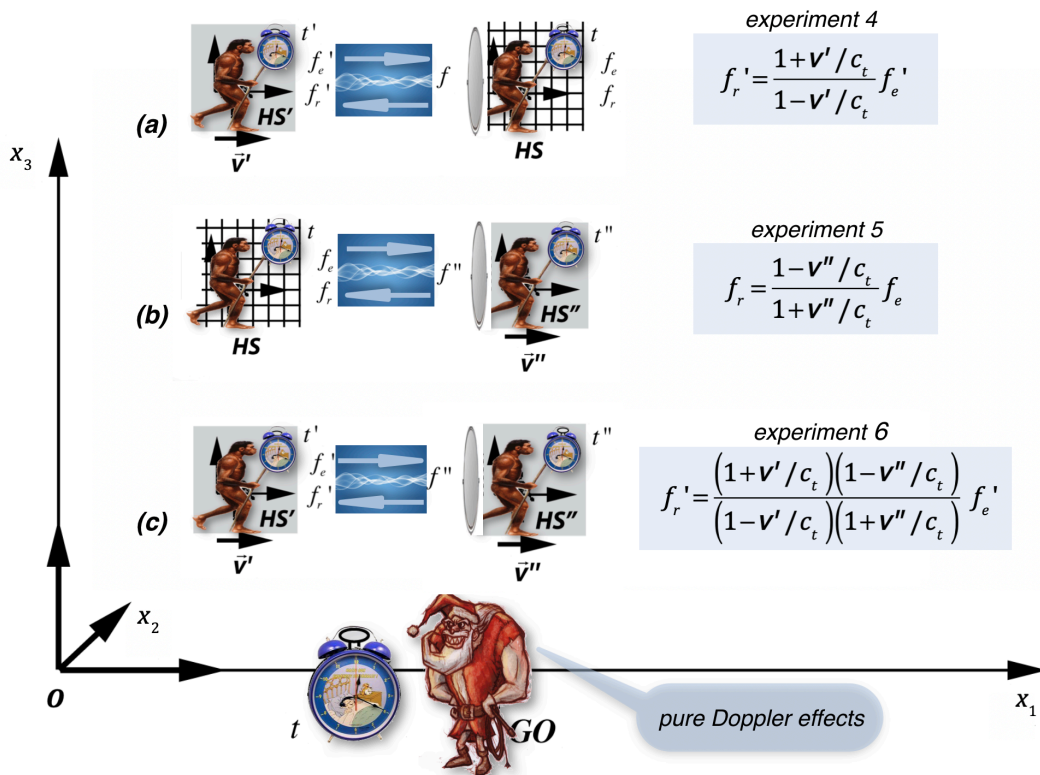 experiment 4
t'
f_e'
f_r'
f
t
f_e
f_r
HS'
HS
(a)
v⃗'
f_r' = (1+v'/c_t)/(1−v'/c_t) f_e'
x_3
experiment 5
t
f_e
f_r
f"
t"
HS"
HS
(b)
v⃗"
f_r = (1−v"/c_t)/(1+v"/c_t) f_e
experiment 6
t'
f_e'
f_r'
f"
t"
HS'
HS"
(c)
v⃗'
v⃗"
f_r' = (1+v'/c_t)(1−v"/c_t)/(1−v'/c_t)(1+v"/c_t) f_e'
x_2
o
t
GO
pure Doppler effects
x_1